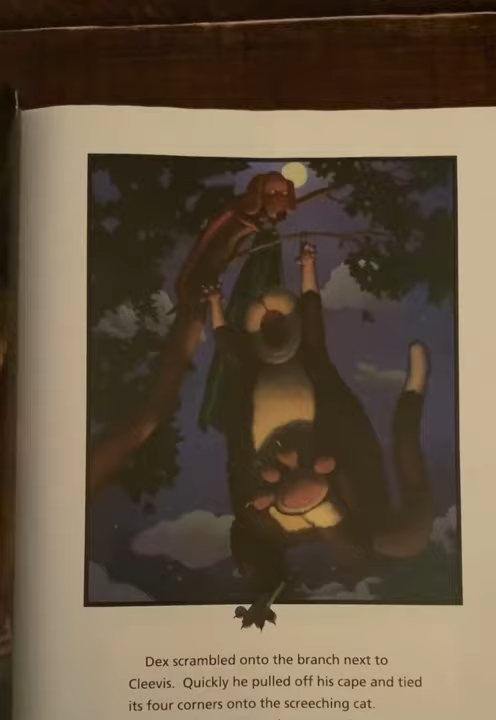 Dex scrambled onto the branch next to
Cleevis. Quickly he pulled off his cape and tied
its four corners onto the screeching cat.